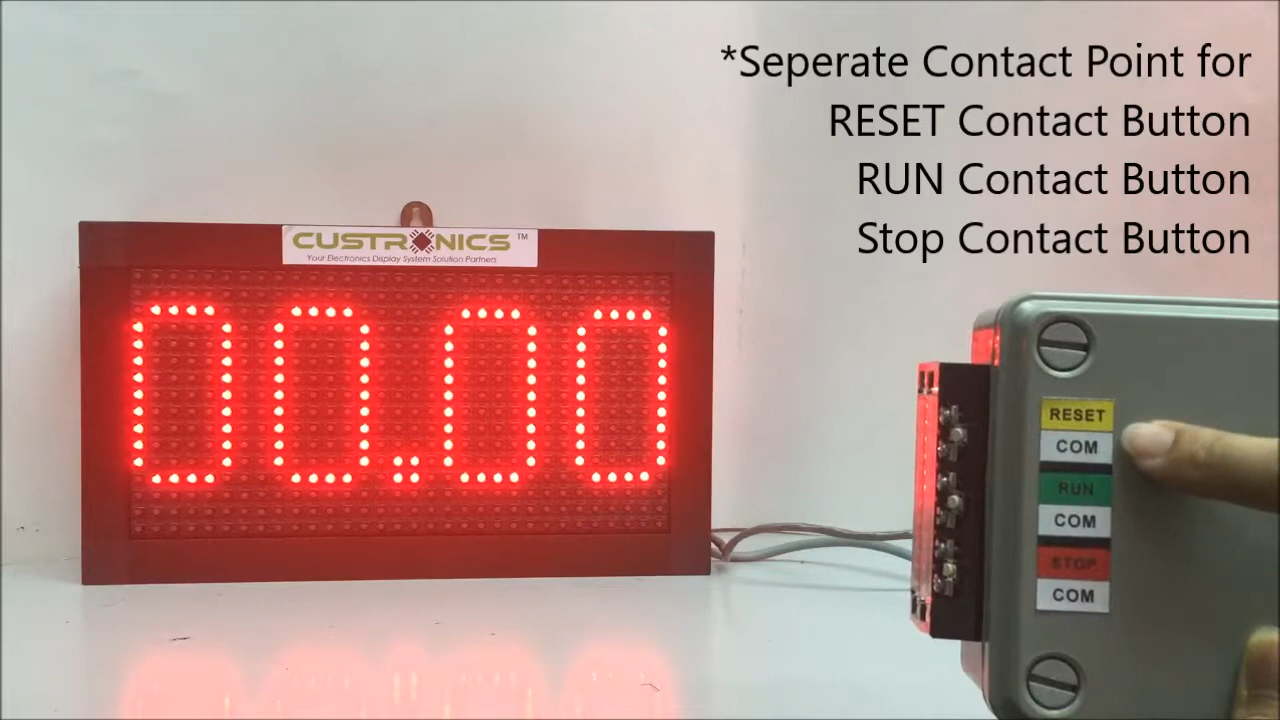 *Seperate Contact Point for
RESET Contact Button
RUN Contact Button
Stop Contact Button
CUSTRONICS™
Your Electronics Display System Solution Partners
00.00
RESET
COM
RUN
COM
STOP
COM